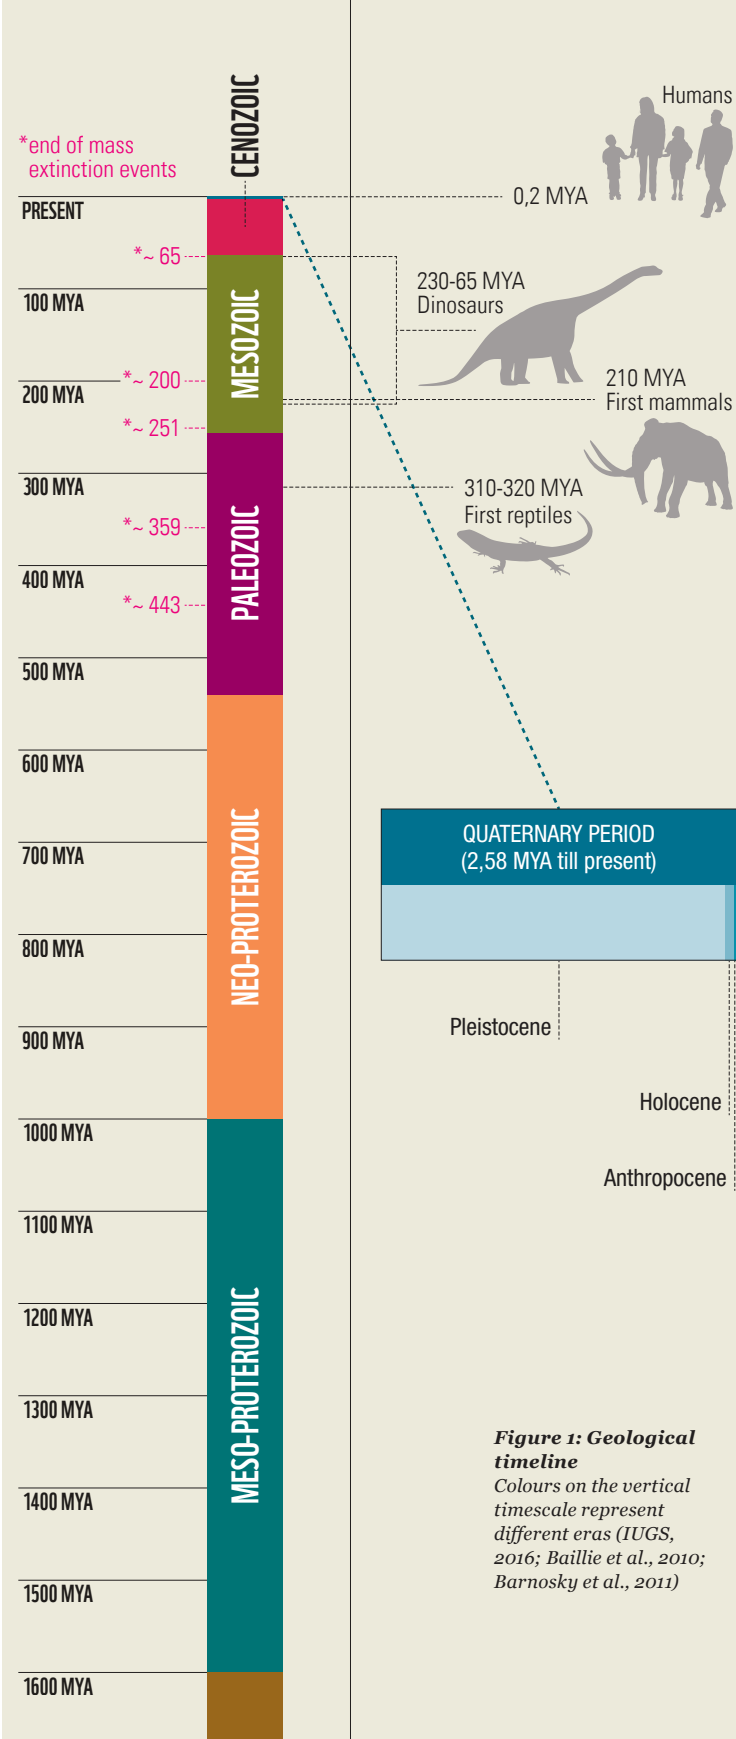 CENOZOIC
Humans
*end of mass
extinction events
0,2 MYA
PRESENT
*~ 65
230-65 MYA
Dinosaurs
100 MYA
MESOZOIC
*~ 200
200 MYA
210 MYA
First mammals
*~ 251
300 MYA
310-320 MYA
First reptiles
*~ 359
PALEOZOIC
400 MYA
*~ 443
500 MYA
600 MYA
700 MYA
NEO-PROTEROZOIC
QUATERNARY PERIOD
(2,58 MYA till present)
800 MYA
900 MYA
Pleistocene
Holocene
1000 MYA
Anthropocene
1100 MYA
1200 MYA
MESO-PROTEROZOIC
1300 MYA
1400 MYA
1500 MYA
1600 MYA
Figure 1: Geological
timeline
Colours on the vertical
timescale represent
different eras (IUGS,
2016; Baillie et al., 2010;
Barnosky et al., 2011)